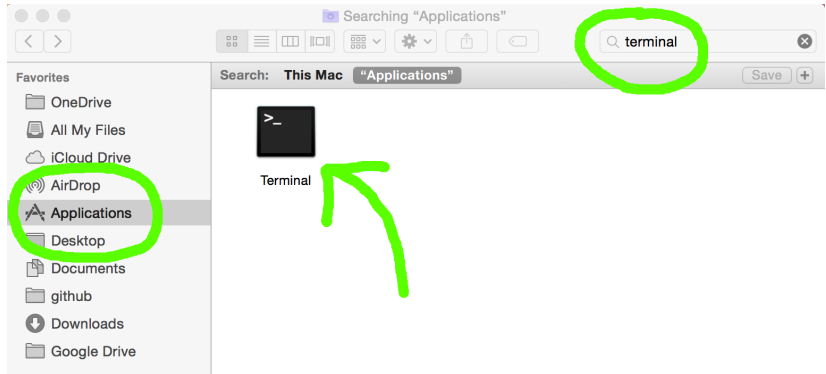 Searching “Applications”
terminal
Search: This Mac “Applications” Save +
Favorites
OneDrive
All My Files
iCloud Drive
AirDrop
Applications
Desktop
Documents
github
Downloads
Google Drive
>_
Terminal